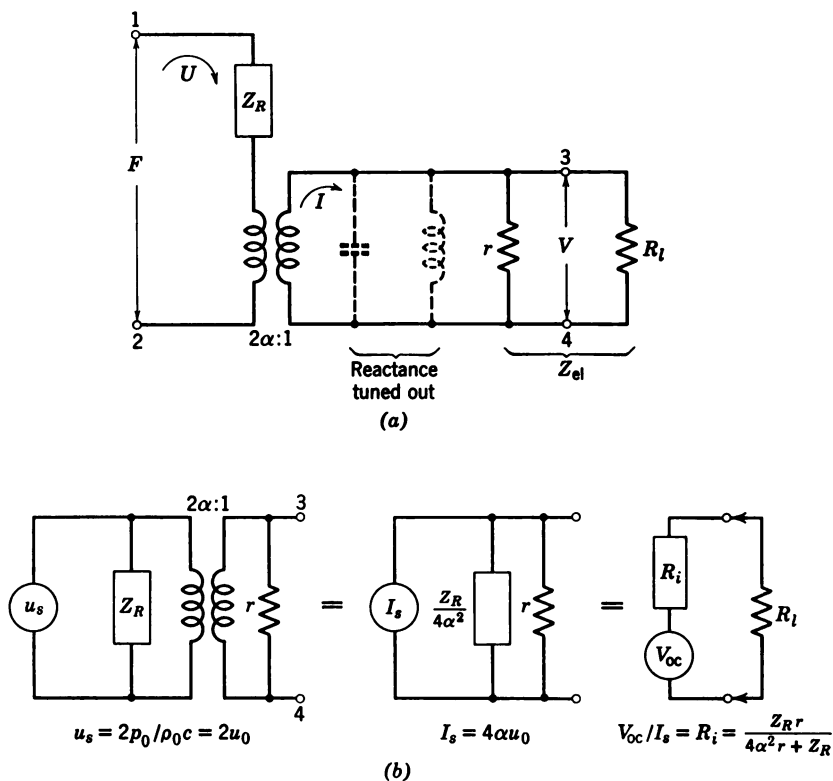 1
U
Z_R
F
I
3
r
V
R_l
2
2α:1
4
Reactance
tuned out
Z_el
(a)
2α:1
3
u_s
Z_R
r
=
I_s
Z_R/4α²
r
=
R_i
V_oc
R_l
4
u_s = 2p_0/ρ_0c = 2u_0
I_s = 4αu_0
V_oc/I_s = R_i = Z_R r/(4α²r + Z_R)
(b)